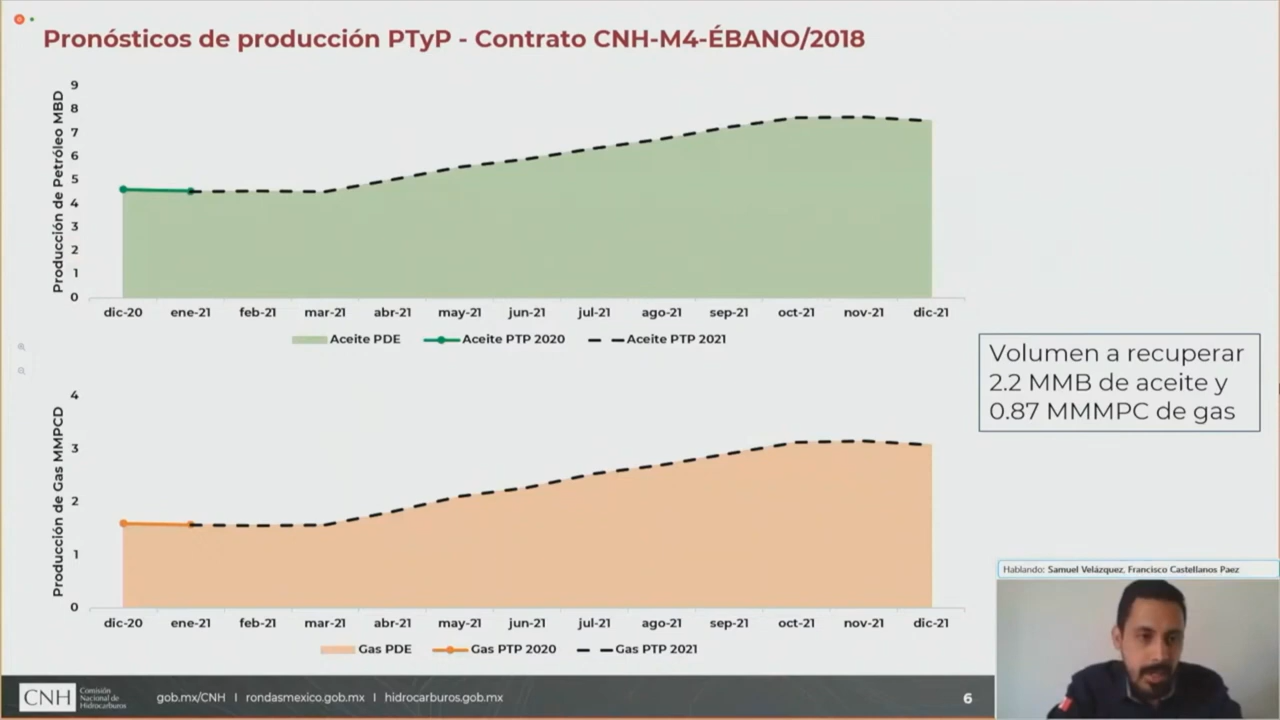 Pronósticos de producción PTyP - Contrato CNH-M4-ÉBANO/2018
Producción de Petróleo MBD
9
8
7
6
5
4
3
2
1
0
dic-20 ene-21 feb-21 mar-21 abr-21 may-21 jun-21 jul-21 ago-21 sep-21 oct-21 nov-21 dic-21
Aceite PDE Aceite PTP 2020 Aceite PTP 2021
Volumen a recuperar
2.2 MMB de aceite y
0.87 MMMPC de gas
Producción de Gas MMPCD
4
3
2
1
0
dic-20 ene-21 feb-21 mar-21 abr-21 may-21 jun-21 jul-21 ago-21 sep-21 oct-21 nov-21 dic-21
Gas PDE Gas PTP 2020 Gas PTP 2021
Hablando: Samuel Velázquez, Francisco Castellanos Paez
CNH
Comisión
Nacional de
Hidrocarburos
gob.mx/CNH I rondasmexico.gob.mx I hidrocarburos.gob.mx
6